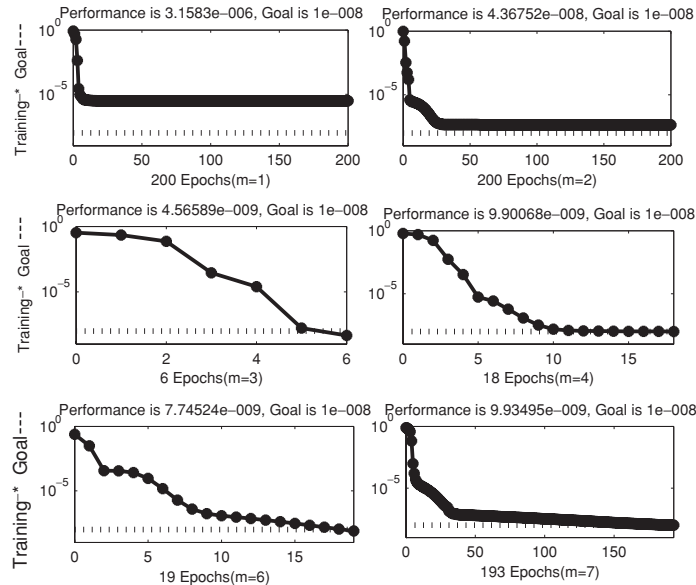 Performance is 3.1583e−006, Goal is 1e−008
Training−* Goal---
10^0
10^−5
0 50 100 150 200
200 Epochs(m=1)
Performance is 4.36752e−008, Goal is 1e−008
10^0
10^−5
0 50 100 150 200
200 Epochs(m=2)
Performance is 4.56589e−009, Goal is 1e−008
Training−* Goal ---
10^0
10^−5
0 2 4 6
6 Epochs(m=3)
Performance is 9.90068e−009, Goal is 1e−008
10^0
10^−5
0 5 10 15
18 Epochs(m=4)
Performance is 7.74524e−009, Goal is 1e−008
Training−* Goal---
10^0
10^−5
0 5 10 15
19 Epochs(m=6)
Performance is 9.93495e−009, Goal is 1e−008
10^0
10^−5
0 50 100 150
193 Epochs(m=7)